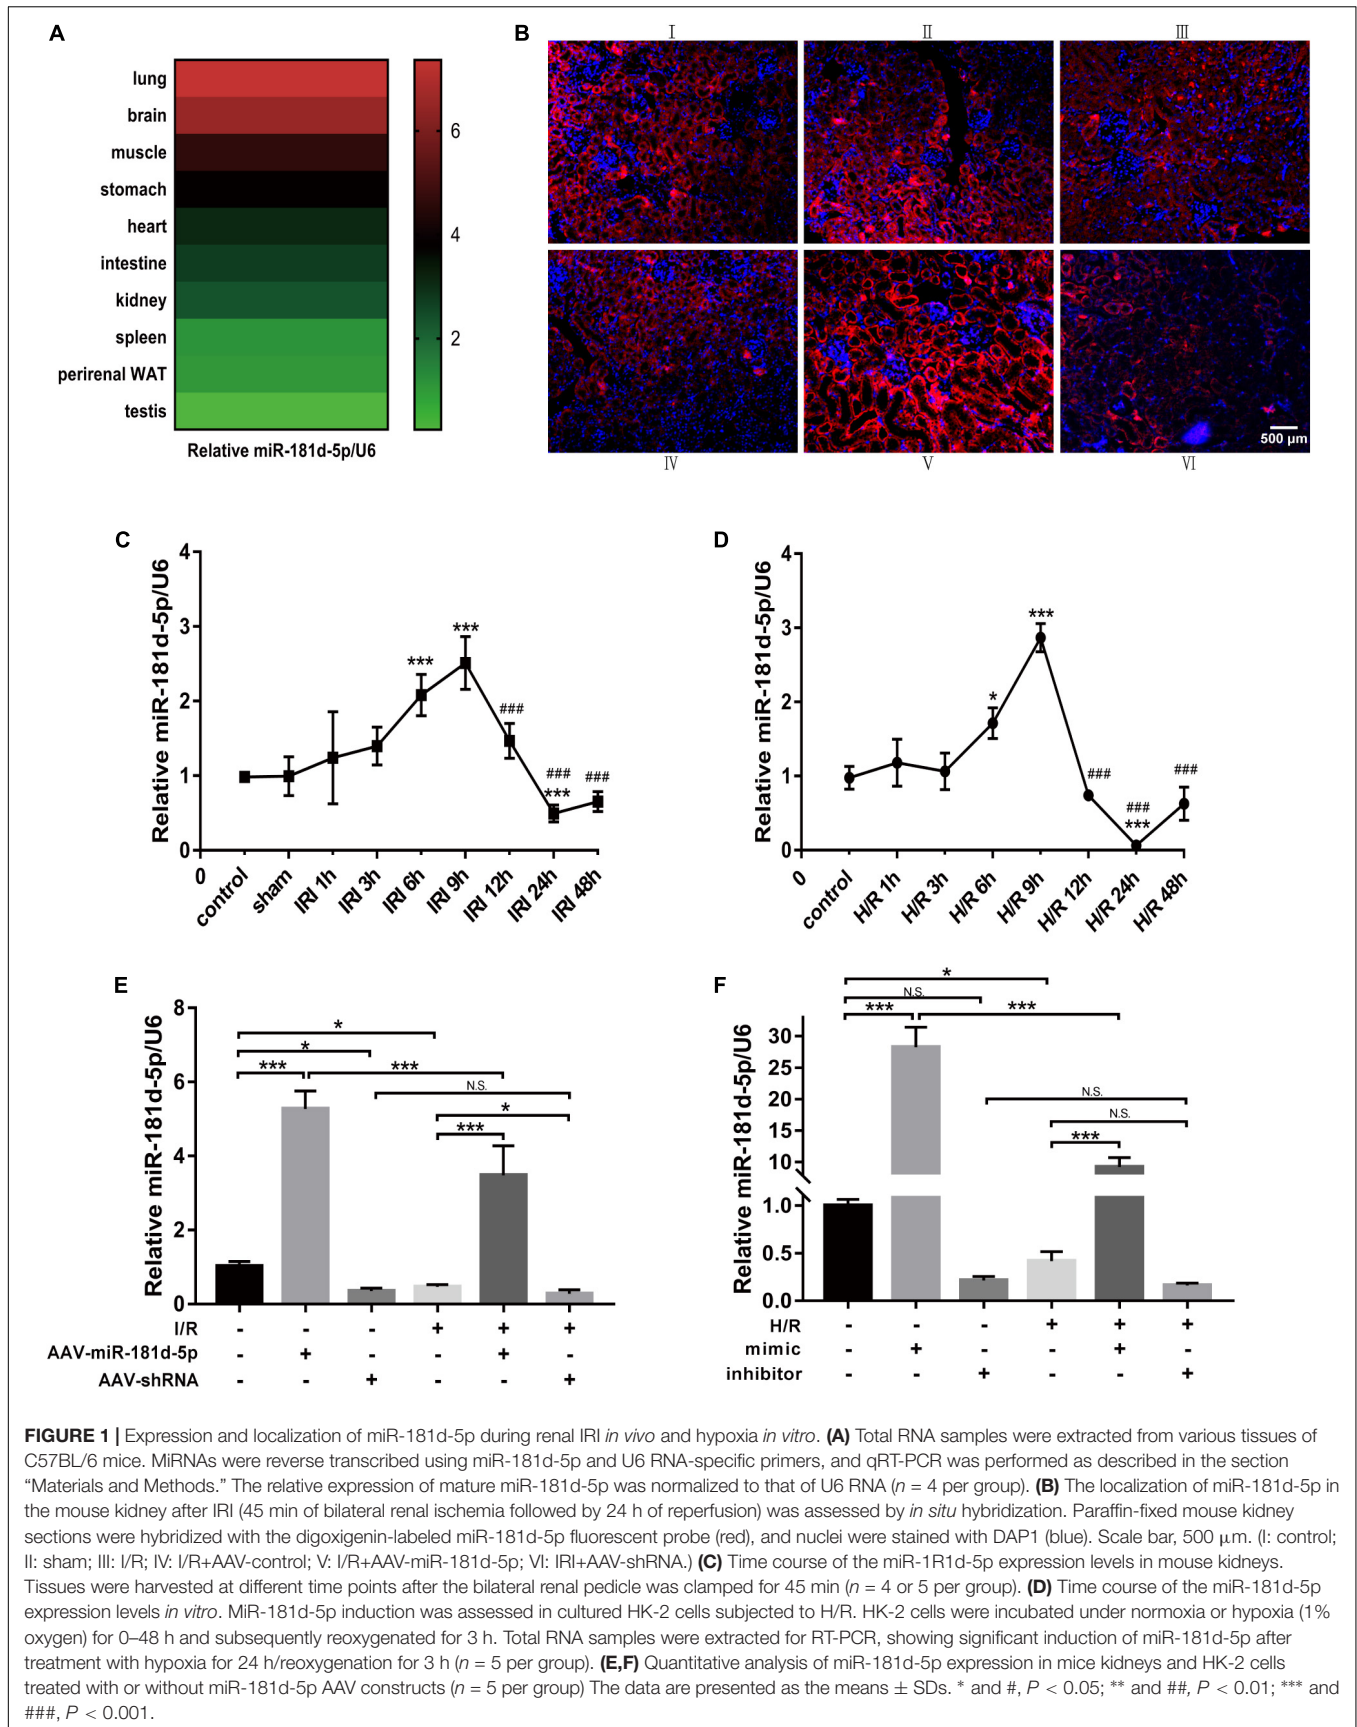 A
lung
brain
muscle
stomach
heart
intestine
kidney
spleen
perirenal WAT
testis
6
4
2
Relative miR-181d-5p/U6
B
I
II
III
IV
V
VI
500 μm
C
Relative miR-181d-5p/U6
4
3
2
1
0
***
***
###
###
***
###
0
control
sham
IRI 1h
IRI 3h
IRI 6h
IRI 9h
IRI 12h
IRI 24h
IRI 48h
D
Relative miR-181d-5p/U6
4
3
2
1
0
*
***
###
###
***
###
0
control
H/R 1h
H/R 3h
H/R 6h
H/R 9h
H/R 12h
H/R 24h
H/R 48h
E
Relative miR-181d-5p/U6
8
6
4
2
0
*
*
***
***
N.S.
*
***
I/R - - - + + +
AAV-miR-181d-5p - + - - + -
AAV-shRNA - - + - - +
F
Relative miR-181d-5p/U6
30
25
20
15
10
1.0
0.5
0.0
*
N.S.
***
***
N.S.
N.S.
***
H/R - - - + + +
mimic - + - - + -
inhibitor - - + - - +
FIGURE 1 | Expression and localization of miR-181d-5p during renal IRI in vivo and hypoxia in vitro. (A) Total RNA samples were extracted from various tissues of
C57BL/6 mice. MiRNAs were reverse transcribed using miR-181d-5p and U6 RNA-specific primers, and qRT-PCR was performed as described in the section
“Materials and Methods.” The relative expression of mature miR-181d-5p was normalized to that of U6 RNA (n = 4 per group). (B) The localization of miR-181d-5p in
the mouse kidney after IRI (45 min of bilateral renal ischemia followed by 24 h of reperfusion) was assessed by in situ hybridization. Paraffin-fixed mouse kidney
sections were hybridized with the digoxigenin-labeled miR-181d-5p fluorescent probe (red), and nuclei were stained with DAP1 (blue). Scale bar, 500 μm. (I: control;
II: sham; III: I/R; IV: I/R+AAV-control; V: I/R+AAV-miR-181d-5p; VI: IRI+AAV-shRNA.) (C) Time course of the miR-1R1d-5p expression levels in mouse kidneys.
Tissues were harvested at different time points after the bilateral renal pedicle was clamped for 45 min (n = 4 or 5 per group). (D) Time course of the miR-181d-5p
expression levels in vitro. MiR-181d-5p induction was assessed in cultured HK-2 cells subjected to H/R. HK-2 cells were incubated under normoxia or hypoxia (1%
oxygen) for 0–48 h and subsequently reoxygenated for 3 h. Total RNA samples were extracted for RT-PCR, showing significant induction of miR-181d-5p after
treatment with hypoxia for 24 h/reoxygenation for 3 h (n = 5 per group). (E,F) Quantitative analysis of miR-181d-5p expression in mice kidneys and HK-2 cells
treated with or without miR-181d-5p AAV constructs (n = 5 per group) The data are presented as the means ± SDs. * and #, P < 0.05; ** and ##, P < 0.01; *** and
###, P < 0.001.